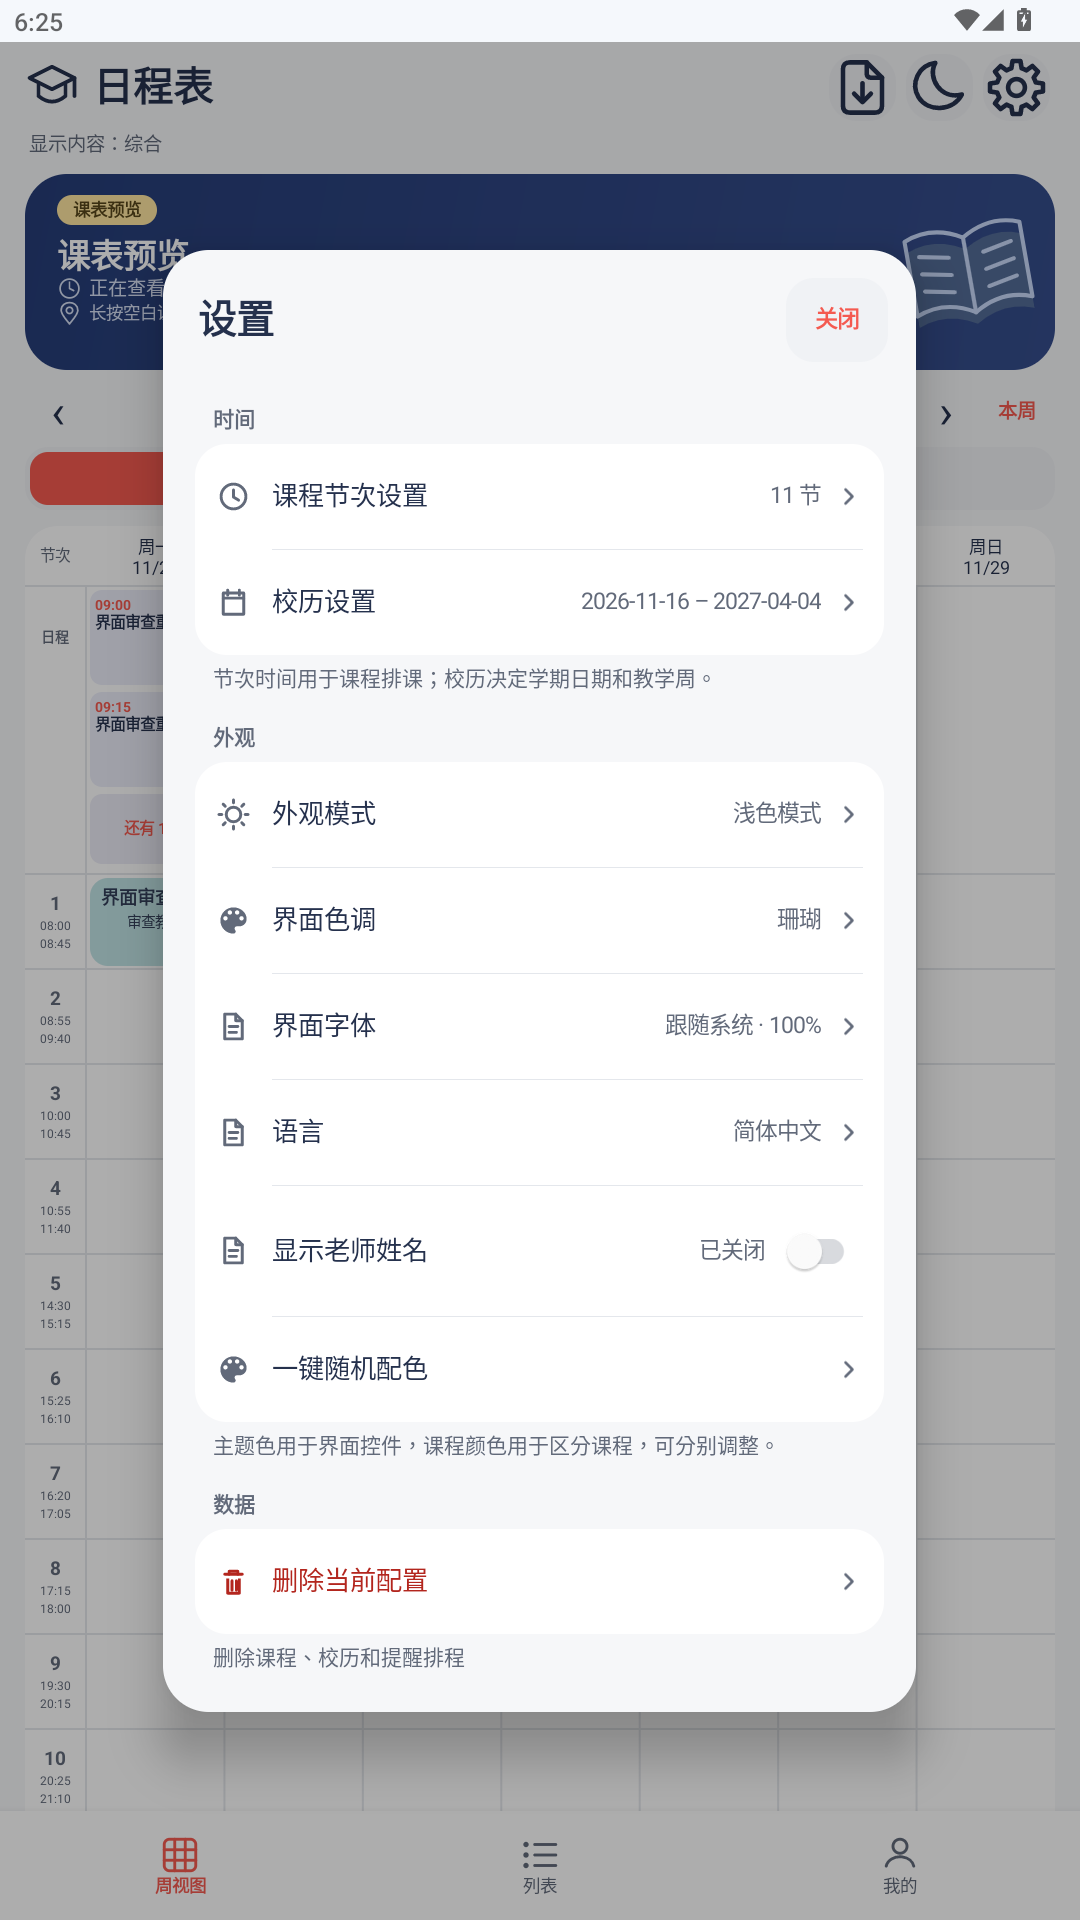 6:25
日程表
显示内容：综合
课表预览
课表预览
正在查看
长按空白
设置
关闭
‹
›
本周
时间
课程节次设置
11 节
校历设置
2026-11-16 – 2027-04-04
节次时间用于课程排课；校历决定学期日期和教学周。
外观
外观模式
浅色模式
界面色调
珊瑚
界面字体
跟随系统 · 100%
语言
简体中文
显示老师姓名
已关闭
一键随机配色
主题色用于界面控件，课程颜色用于区分课程，可分别调整。
数据
删除当前配置
删除课程、校历和提醒排程
节次
周一
11/2
周日
11/29
日程
09:00
界面审查
09:15
界面审查
还有 1
1
08:00
08:45
界面审查
审查
2
08:55
09:40
3
10:00
10:45
4
10:55
11:40
5
14:30
15:15
6
15:25
16:10
7
16:20
17:05
8
17:15
18:00
9
19:30
20:15
10
20:25
21:10
周视图
列表
我的